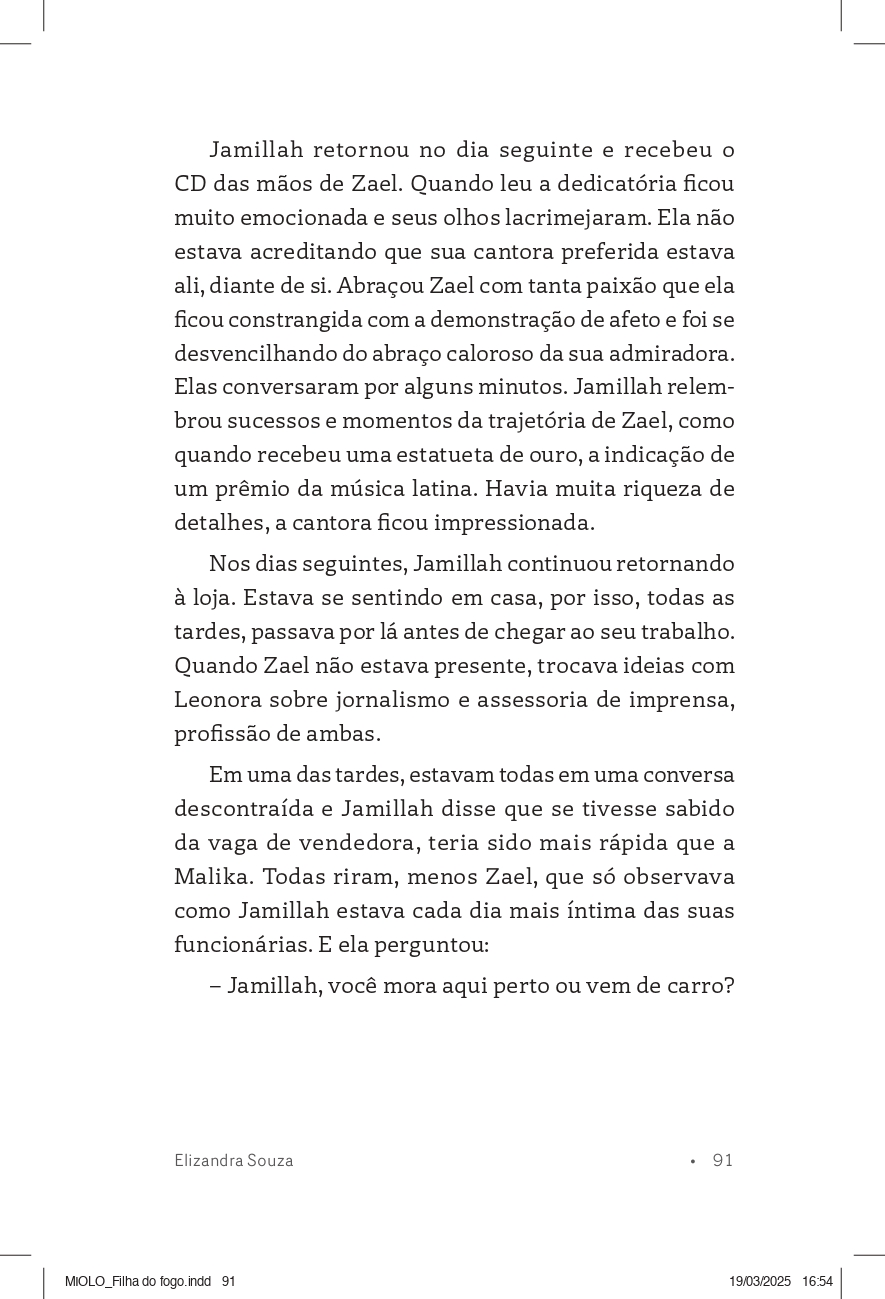 Jamillah retornou no dia seguinte e recebeu o
CD das mãos de Zael. Quando leu a dedicatória ficou
muito emocionada e seus olhos lacrimejaram. Ela não
estava acreditando que sua cantora preferida estava
ali, diante de si. Abraçou Zael com tanta paixão que ela
ficou constrangida com a demonstração de afeto e foi se
desvencilhando do abraço caloroso da sua admiradora.
Elas conversaram por alguns minutos. Jamillah relem-
brou sucessos e momentos da trajetória de Zael, como
quando recebeu uma estatueta de ouro, a indicação de
um prêmio da música latina. Havia muita riqueza de
detalhes, a cantora ficou impressionada.
Nos dias seguintes, Jamillah continuou retornando
à loja. Estava se sentindo em casa, por isso, todas as
tardes, passava por lá antes de chegar ao seu trabalho.
Quando Zael não estava presente, trocava ideias com
Leonora sobre jornalismo e assessoria de imprensa,
profissão de ambas.
Em uma das tardes, estavam todas em uma conversa
descontraída e Jamillah disse que se tivesse sabido
da vaga de vendedora, teria sido mais rápida que a
Malika. Todas riram, menos Zael, que só observava
como Jamillah estava cada dia mais íntima das suas
funcionárias. E ela perguntou:
– Jamillah, você mora aqui perto ou vem de carro?
Elizandra Souza • 91
MIOLO_Filha do fogo.indd 91 19/03/2025 16:54